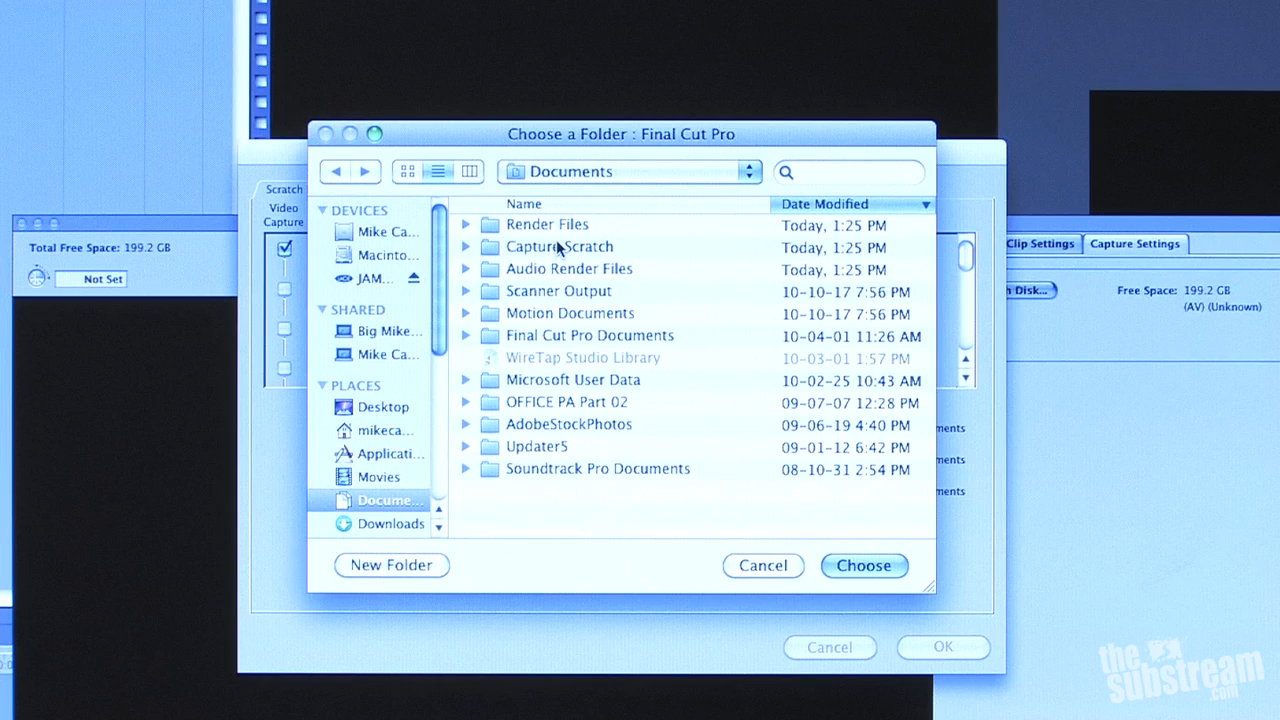 Choose a Folder : Final Cut Pro
Documents
Scratch
Video
Capture
DEVICES
Mike Ca...
Macinto...
JAM...
SHARED
Big Mike...
Mike Ca...
PLACES
Desktop
mikeca...
Applicati...
Movies
Docume...
Downloads
Name Date Modified
Render Files Today, 1:25 PM
Capture Scratch Today, 1:25 PM
Audio Render Files Today, 1:25 PM
Scanner Output 10-10-17 7:56 PM
Motion Documents 10-10-17 7:56 PM
Final Cut Pro Documents 10-04-01 11:26 AM
WireTap Studio Library 10-03-01 1:57 PM
Microsoft User Data 10-02-25 10:43 AM
OFFICE PA Part 02 09-07-07 12:28 PM
AdobeStockPhotos 09-06-19 4:40 PM
Updater5 09-01-12 6:42 PM
Soundtrack Pro Documents 08-10-31 2:54 PM
New Folder Cancel Choose
Total Free Space: 199.2 GB
Not Set
Clip Settings Capture Settings
Disk... Free Space: 199.2 GB
(AV) (Unknown)
ments
ments
ments
Cancel OK
the
substream
.com